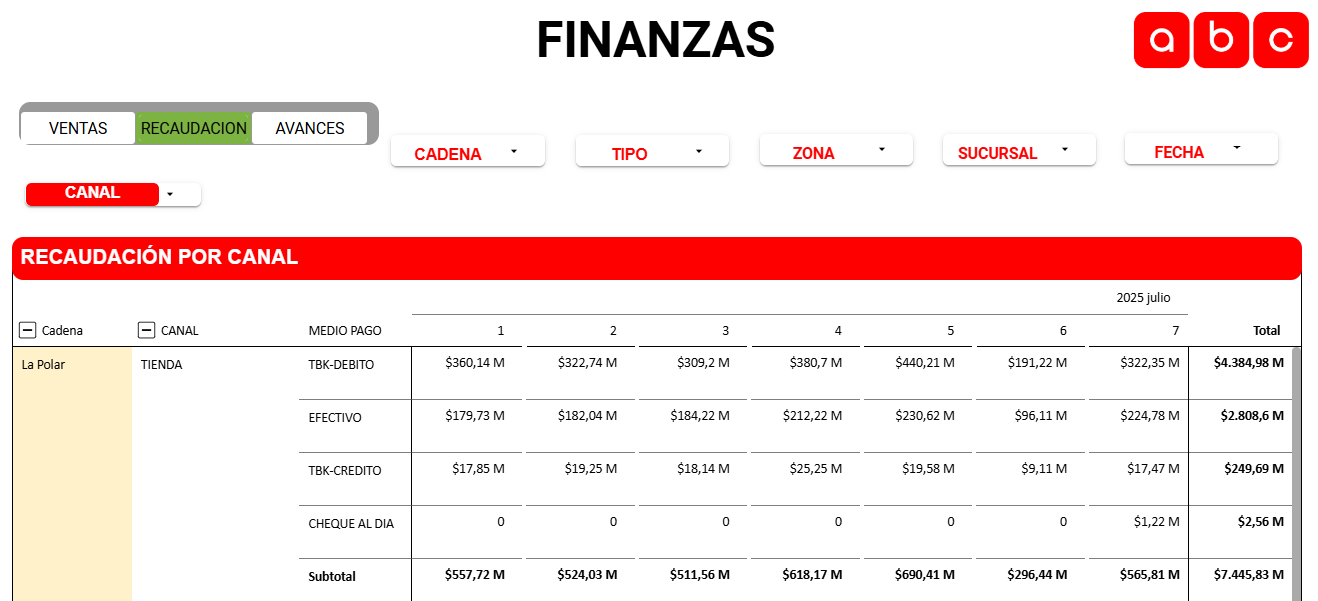 FINANZAS
abc
VENTAS RECAUDACION AVANCES
CADENA TIPO ZONA SUCURSAL FECHA
CANAL
RECAUDACIÓN POR CANAL
2025 julio
Cadena CANAL MEDIO PAGO 1 2 3 4 5 6 7 Total
La Polar TIENDA TBK-DEBITO $360,14 M $322,74 M $309,2 M $380,7 M $440,21 M $191,22 M $322,35 M $4.384,98 M
EFECTIVO $179,73 M $182,04 M $184,22 M $212,22 M $230,62 M $96,11 M $224,78 M $2.808,6 M
TBK-CREDITO $17,85 M $19,25 M $18,14 M $25,25 M $19,58 M $9,11 M $17,47 M $249,69 M
CHEQUE AL DIA 0 0 0 0 0 0 $1,22 M $2,56 M
Subtotal $557,72 M $524,03 M $511,56 M $618,17 M $690,41 M $296,44 M $565,81 M $7.445,83 M